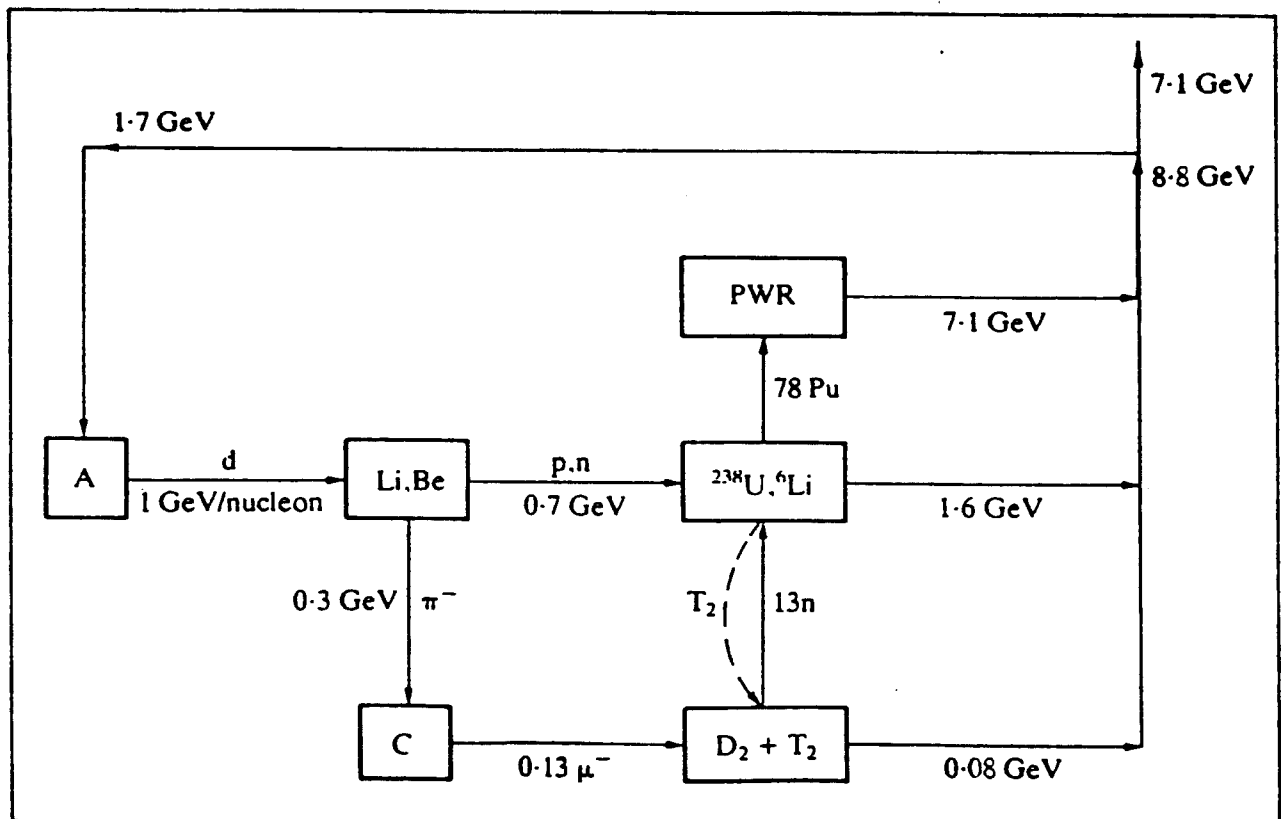 7·1 GeV
1·7 GeV
8·8 GeV
PWR
7·1 GeV
78 Pu
A
d
1 GeV/nucleon
Li,Be
p,n
0·7 GeV
²³⁸U,⁶Li
1·6 GeV
0·3 GeV π⁻
T₂
13n
C
0·13 μ⁻
D₂ + T₂
0·08 GeV